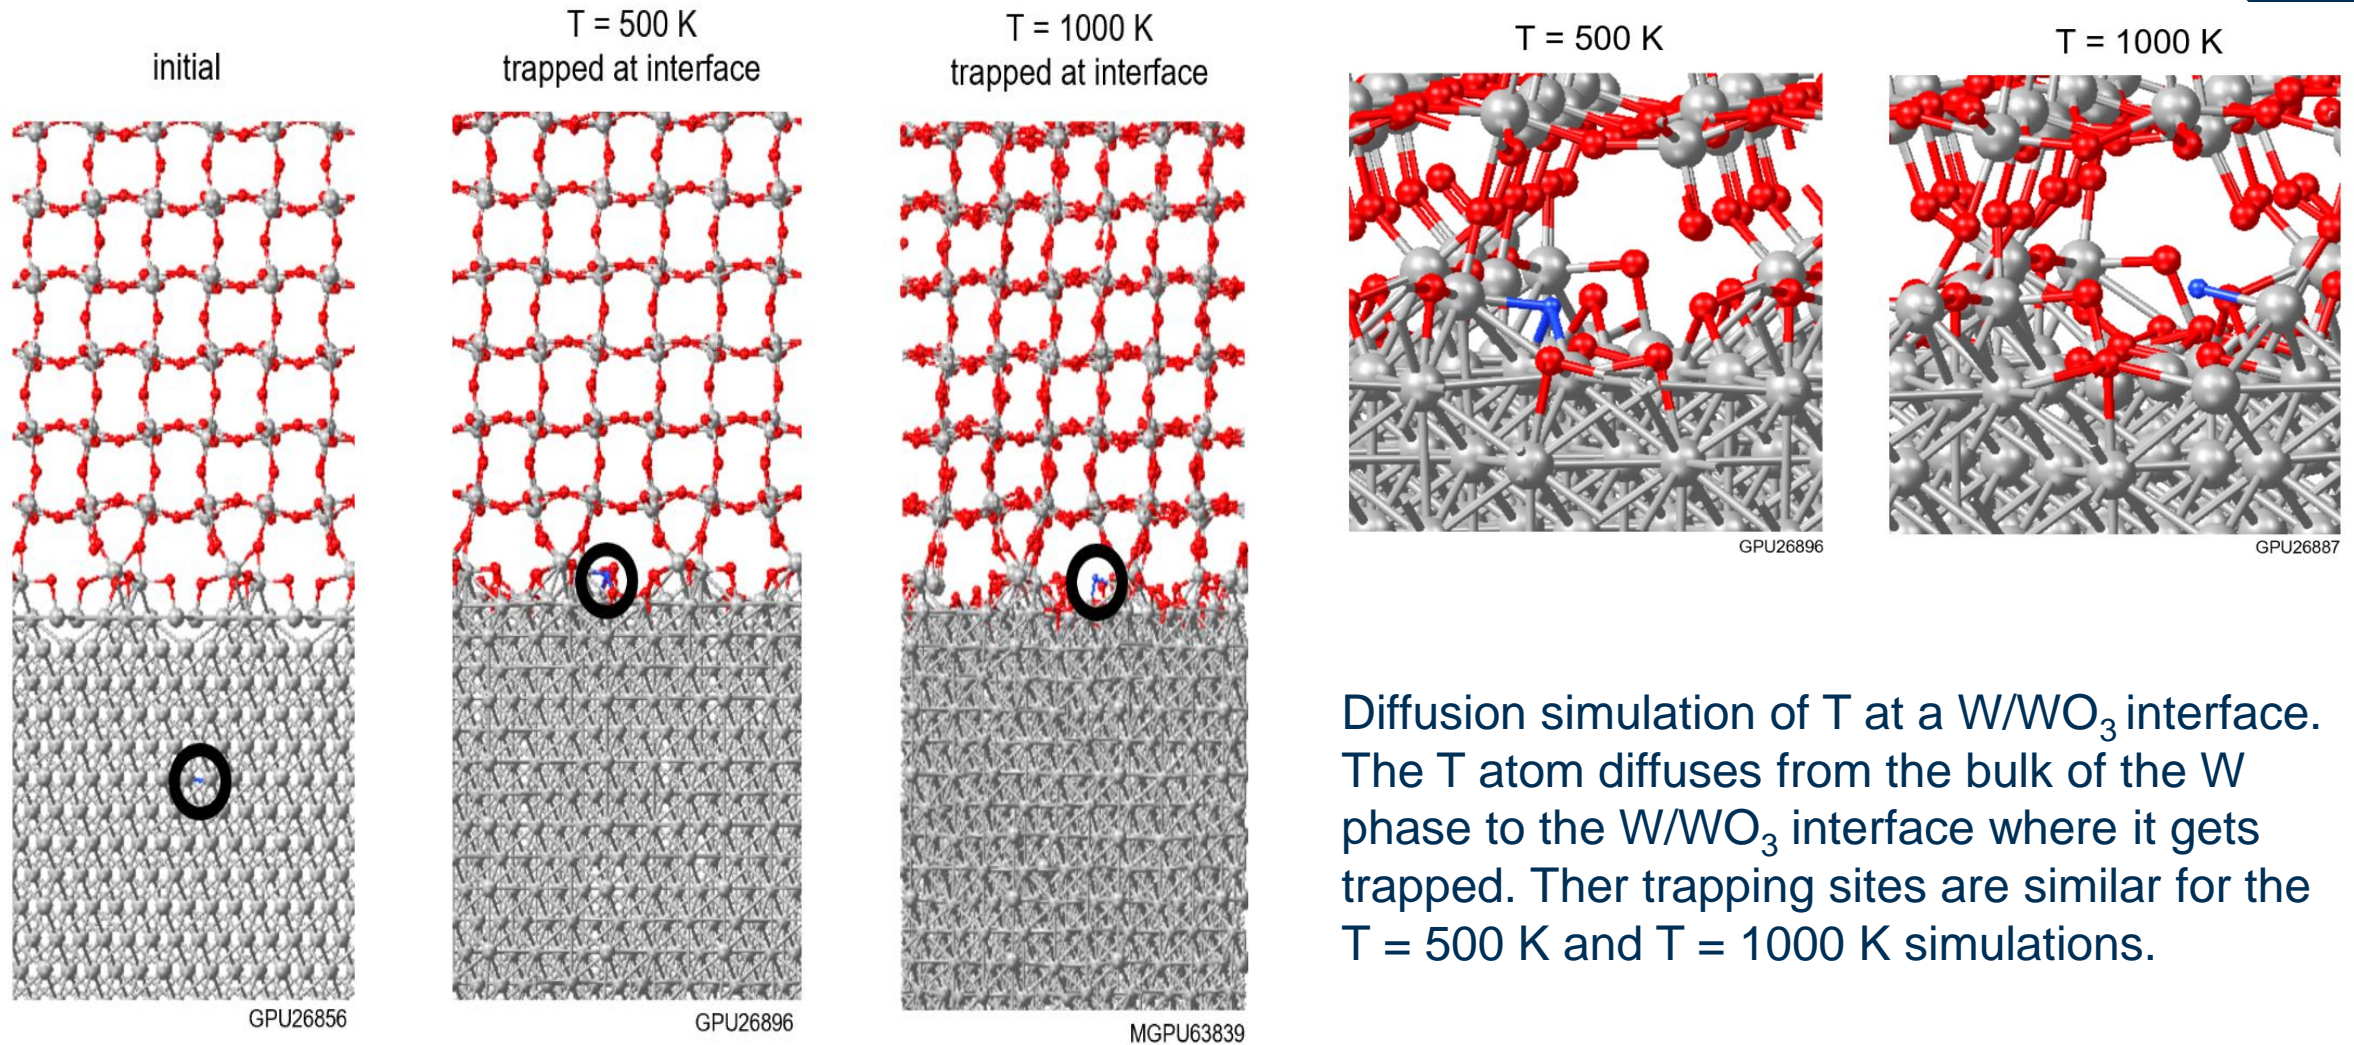 initial
T = 500 K
trapped at interface
T = 1000 K
trapped at interface
GPU26856
GPU26896
MGPU63839
T = 500 K
T = 1000 K
GPU26896
GPU26887
Diffusion simulation of T at a W/WO₃ interface.
The T atom diffuses from the bulk of the W
phase to the W/WO₃ interface where it gets
trapped. Ther trapping sites are similar for the
T = 500 K and T = 1000 K simulations.